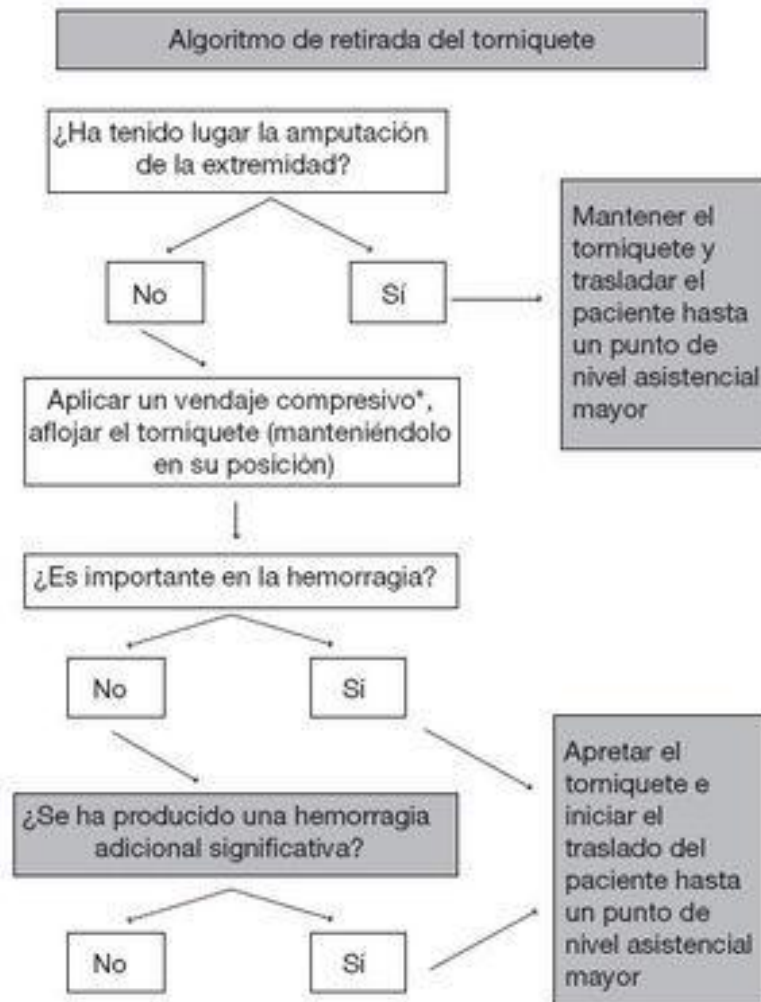 Algoritmo de retirada del torniquete
¿Ha tenido lugar la amputación
de la extremidad?
No
Sí
Mantener el
torniquete y
trasladar el
paciente hasta
un punto de
nivel asistencial
mayor
Aplicar un vendaje compresivo*,
aflojar el torniquete (manteniéndolo
en su posición)
¿Es importante en la hemorragia?
No
Sí
¿Se ha producido una hemorragia
adicional significativa?
Apretar el
torniquete e
iniciar el
traslado del
paciente hasta
un punto de
nivel asistencial
mayor
No
Sí